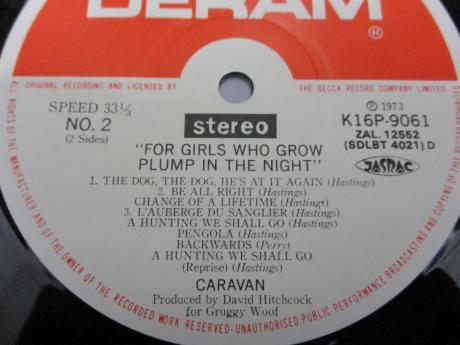 DERAM
®
ORIGINAL RECORDING AND LICENSED BY THE DECCA RECORD COMPANY LIMITED
SPEED 33⅓
NO. 2
(2 Sides)
stereo
Ⓟ 1973
K16P-9061
ZAL. 12552
(SDLBT 4021) D
JASRAC
"FOR GIRLS WHO GROW
PLUMP IN THE NIGHT"
1. THE DOG, THE DOG, HE'S AT IT AGAIN (Hastings)
2. BE ALL RIGHT (Hastings)
CHANGE OF A LIFETIME (Hastings)
3. L'AUBERGE DU SANGLIER (Hastings)
A HUNTING WE SHALL GO (Hastings)
PENGOLA (Hastings)
BACKWARDS (Perry)
A HUNTING WE SHALL GO
(Reprise) (Hastings)
CARAVAN
Produced by David Hitchcock
for Gruggy Woof
ALL RIGHTS OF THE MANUFACTURER AND OF THE OWNER OF THE RECORDED WORK RESERVED-UNAUTHORISED PUBLIC PERFORMANCE BROADCASTING AND COPYING OF THIS RECORD PROHIBITED